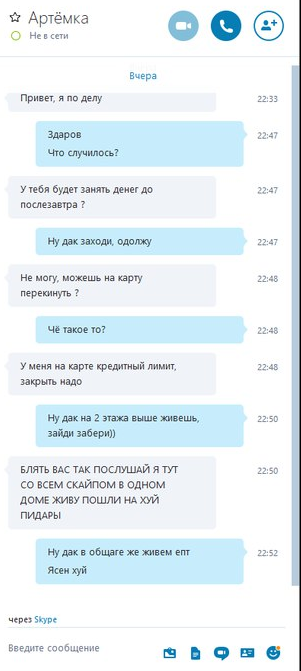 Артёмка
Не в сети
Вчера
Привет, я по делу
22:33
Здаров
22:47
Что случилось?
У тебя будет занять денег до
22:47
послезавтра ?
Ну дак заходи, одолжу
22:47
Не могу, можешь на карту
22:48
перекинуть ?
Чё такое то?
22:48
У меня на карте кредитный лимит,
22:48
закрыть надо
Ну дак на 2 этажа выше живешь,
22:50
зайди забери))
БЛЯТЬ ВАС ТАК ПОСЛУШАЙ Я ТУТ
22:50
СО ВСЕМ СКАЙПОМ В ОДНОМ
ДОМЕ ЖИВУ ПОШЛИ НА ХУЙ
ПИДАРЫ
Ну дак в общаге же живем епт
22:52
Ясен хуй
через Skype
Введите сообщение